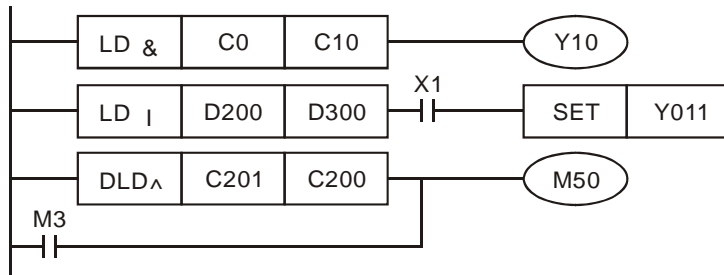 LD & C0 C10 Y10
X1
LD | D200 D300 SET Y011
DLD^ C201 C200 M50
M3